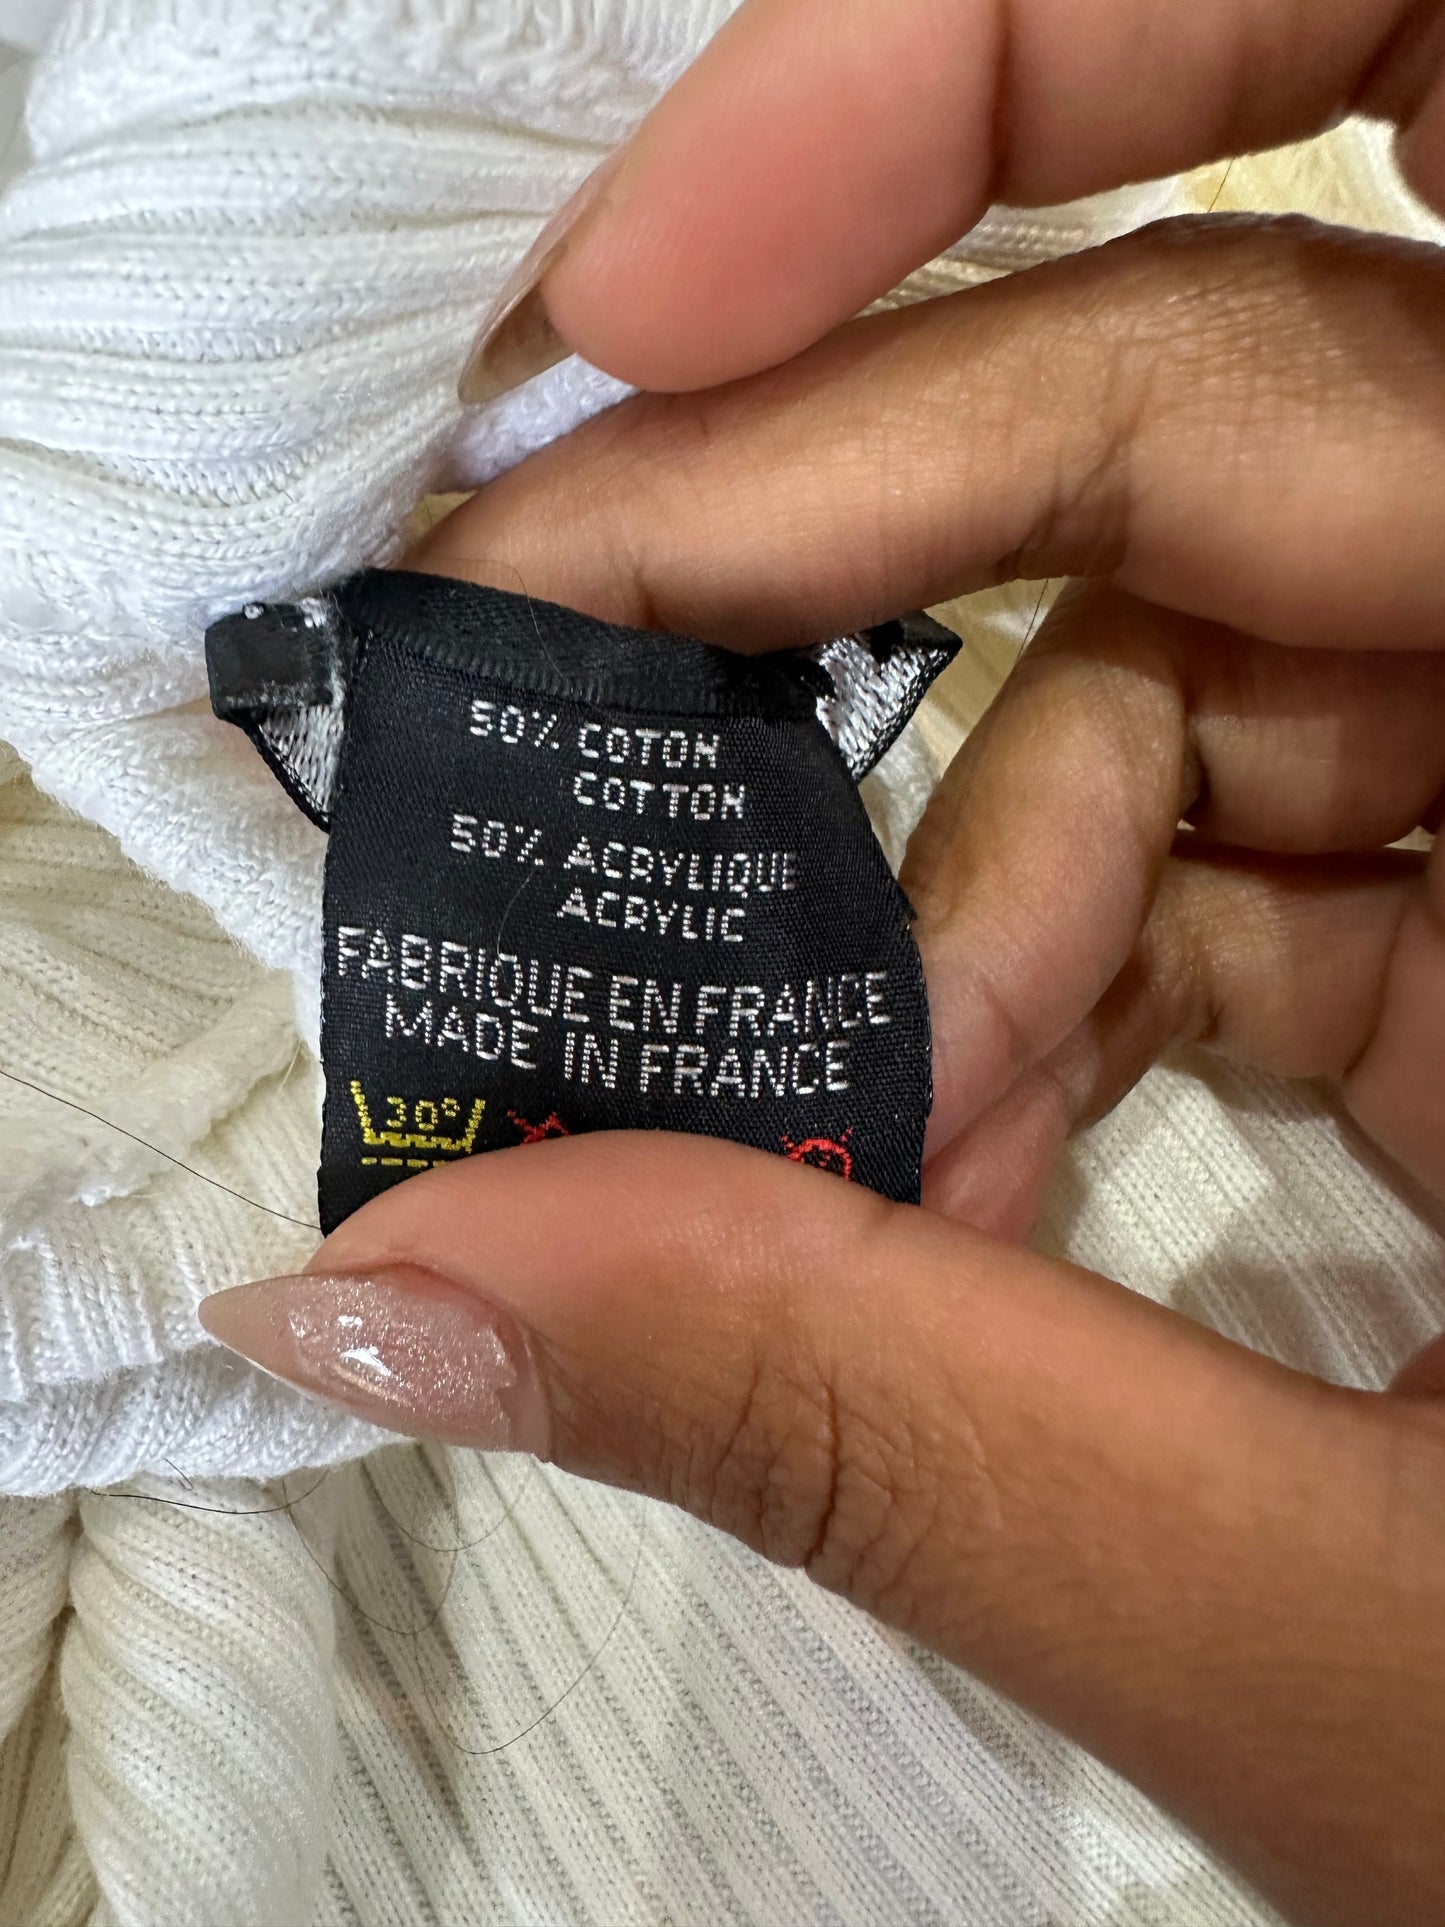 50% COTON
COTTON
50% ACRYLIQUE
ACRYLIC
FABRIQUE EN FRANCE
MADE IN FRANCE
30°